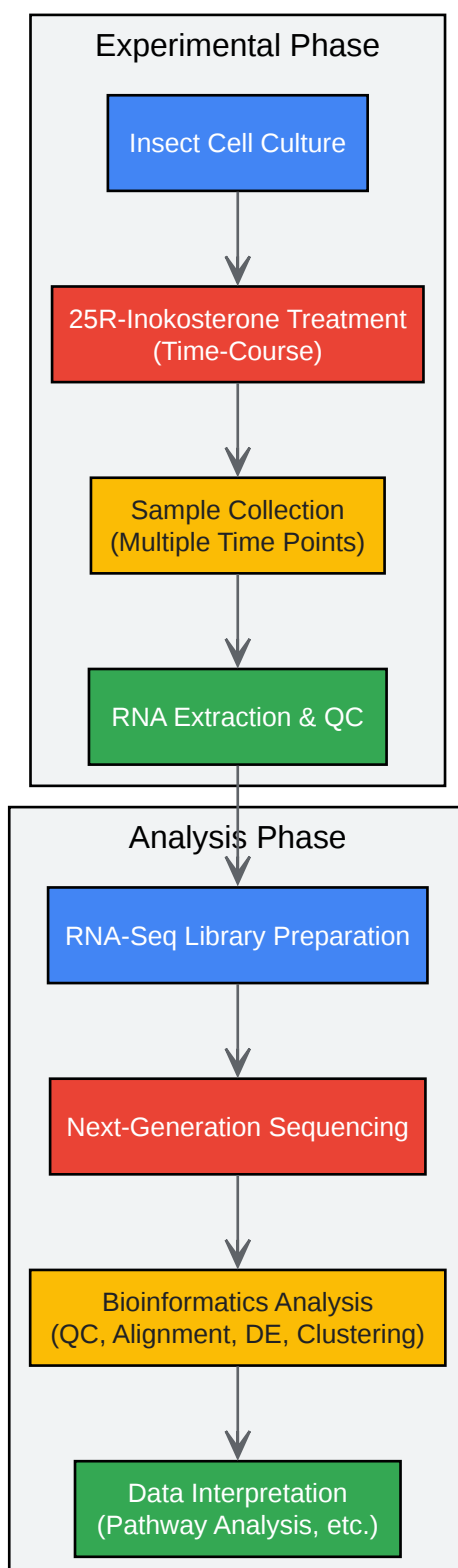 Experimental Phase
Insect Cell Culture
25R-Inokosterone Treatment
(Time-Course)
Sample Collection
(Multiple Time Points)
RNA Extraction & QC
Analysis Phase
RNA-Seq Library Preparation
Next-Generation Sequencing
Bioinformatics Analysis
(QC, Alignment, DE, Clustering)
Data Interpretation
(Pathway Analysis, etc.)